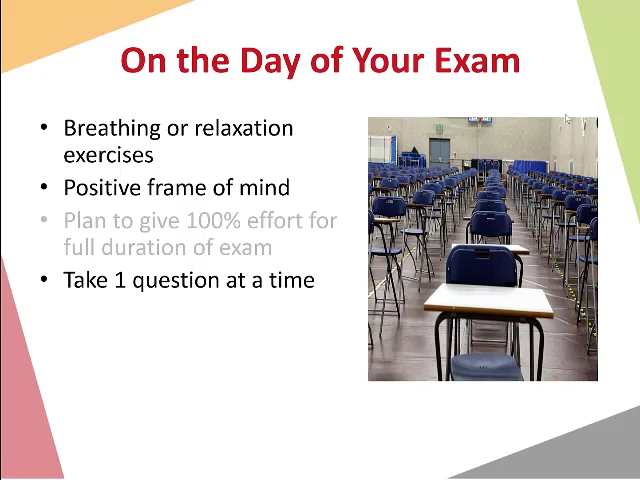 On the Day of Your Exam
• Breathing or relaxation
exercises
• Positive frame of mind
• Plan to give 100% effort for
full duration of exam
• Take 1 question at a time